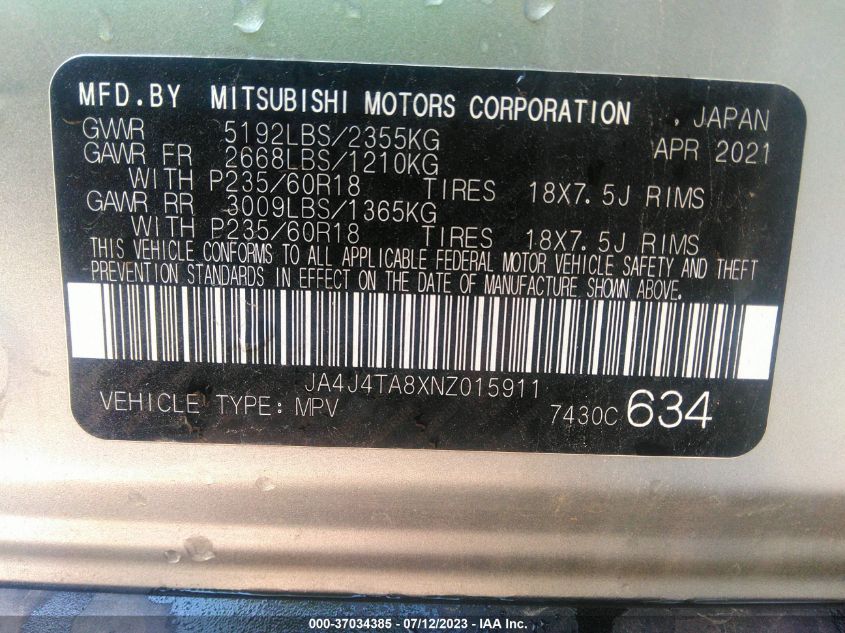 MFD.BY MITSUBISHI MOTORS CORPORATION , JAPAN
GVWR 5192LBS/2355KG APR 2021
GAWR FR 2668LBS/1210KG
WITH P235/60R18 TIRES 18X7.5J RIMS
GAWR RR 3009LBS/1365KG
WITH P235/60R18 TIRES 18X7.5J RIMS
THIS VEHICLE CONFORMS TO ALL APPLICABLE FEDERAL MOTOR VEHICLE SAFETY AND THEFT
PREVENTION STANDARDS IN EFFECT ON THE DATE OF MANUFACTURE SHOWN ABOVE.
JA4J4TA8XNZ015911
VEHICLE TYPE: MPV 7430C 634
000-37034385 - 07/12/2023 - IAA, Inc.